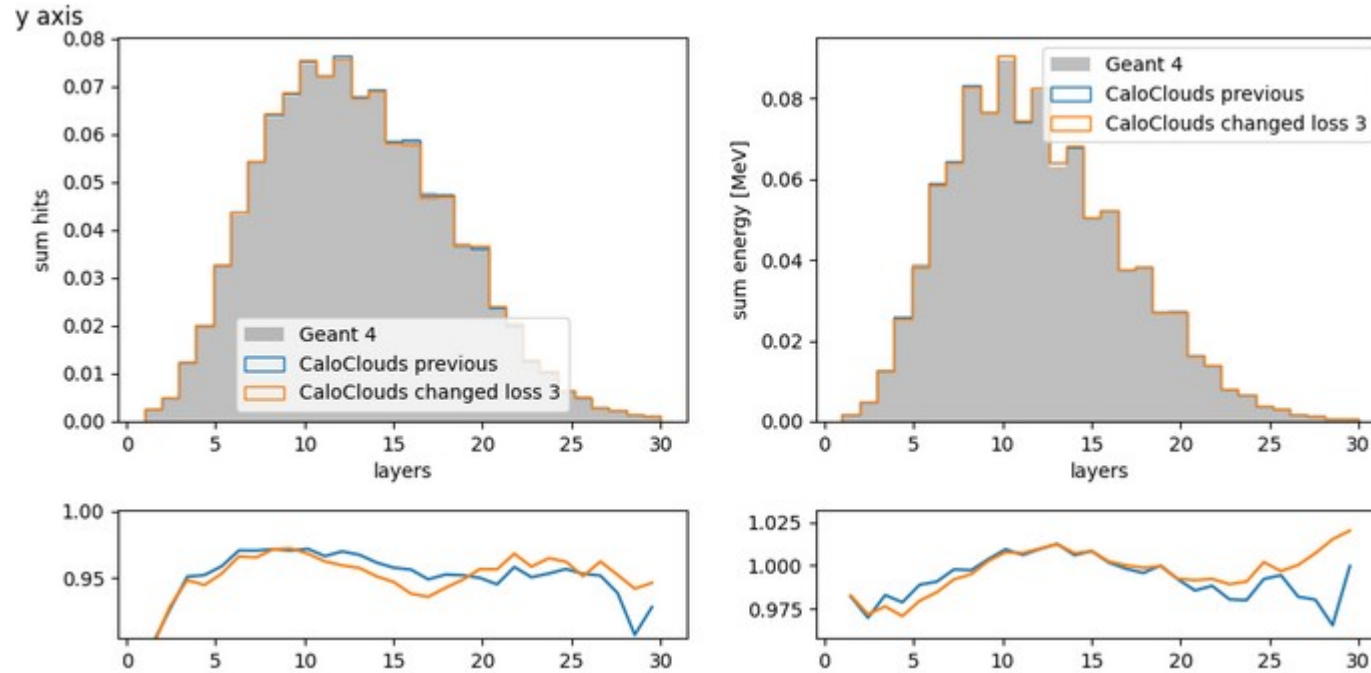 y axis
0.08
0.07
0.06
0.05
0.04
0.03
0.02
0.01
0.00
sum hits
Geant 4
CaloClouds previous
CaloClouds changed loss 3
0 5 10 15 20 25 30
layers
0.08
0.06
0.04
0.02
0.00
sum energy [MeV]
Geant 4
CaloClouds previous
CaloClouds changed loss 3
0 5 10 15 20 25 30
layers
1.00
0.95
0 5 10 15 20 25 30
1.025
1.000
0.975
0 5 10 15 20 25 30